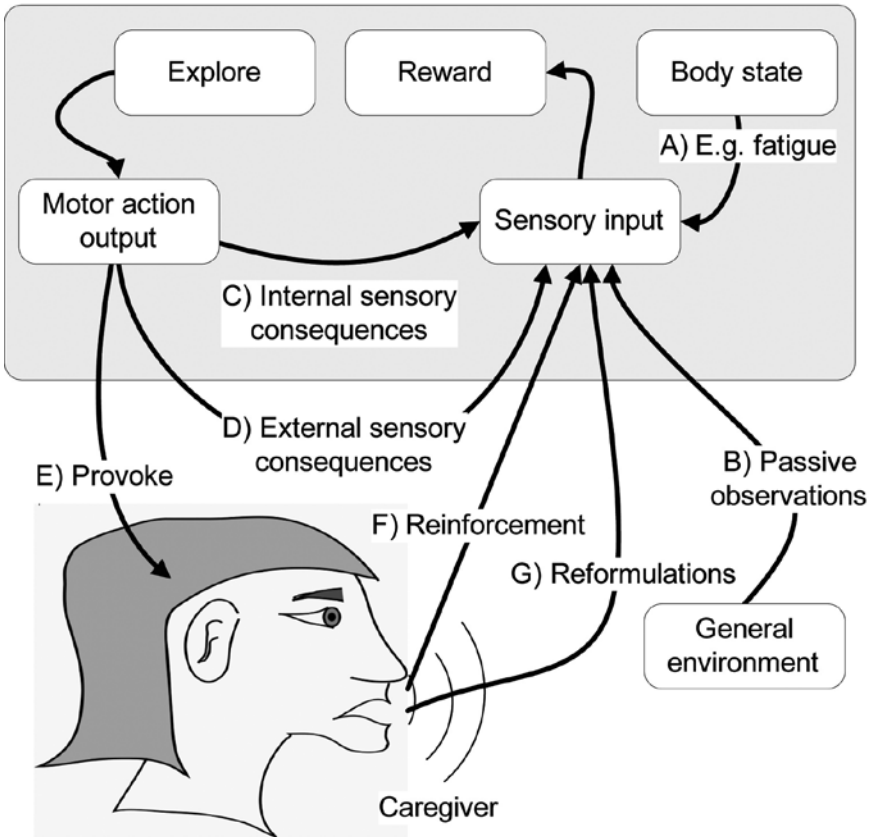 Explore
Reward
Body state
A) E.g. fatigue
Motor action
output
Sensory input
C) Internal sensory
consequences
D) External sensory
consequences
E) Provoke
B) Passive
observations
F) Reinforcement
G) Reformulations
General
environment
Caregiver